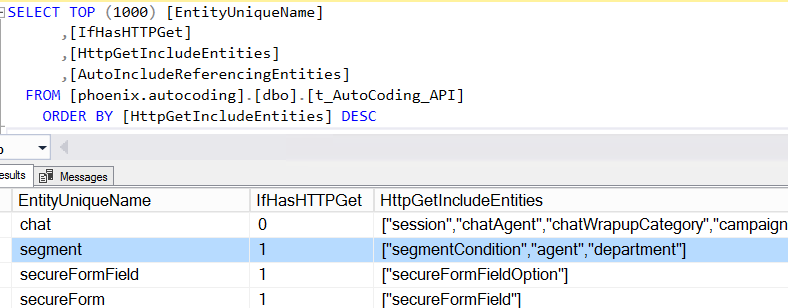 SELECT TOP (1000) [EntityUniqueName]
,[IfHasHTTPGet]
,[HttpGetIncludeEntities]
,[AutoIncludeReferencingEntities]
FROM [phoenix.autocoding].[dbo].[t_AutoCoding_API]
ORDER BY [HttpGetIncludeEntities] DESC
Messages
EntityUniqueName IfHasHTTPGet HttpGetIncludeEntities
chat 0 ["session","chatAgent","chatWrapupCategory","campaign
segment 1 ["segmentCondition","agent","department"]
secureFormField 1 ["secureFormFieldOption"]
secureForm 1 ["secureFormField"]